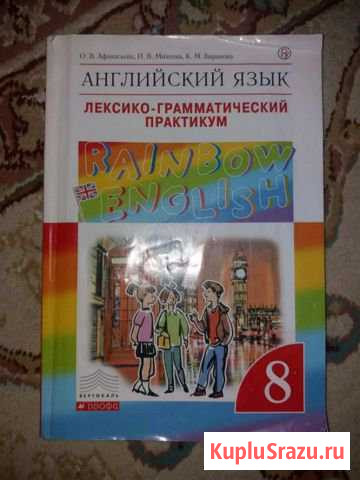 О. В. Афанасьева, И. В. Михеева, К. М. Баранова
АНГЛИЙСКИЙ ЯЗЫК
ЛЕКСИКО-ГРАММАТИЧЕСКИЙ
ПРАКТИКУМ
RAINBOW
ENGLISH
ВЕРТИКАЛЬ
ДРОФА
8
KupluSrazu.ru